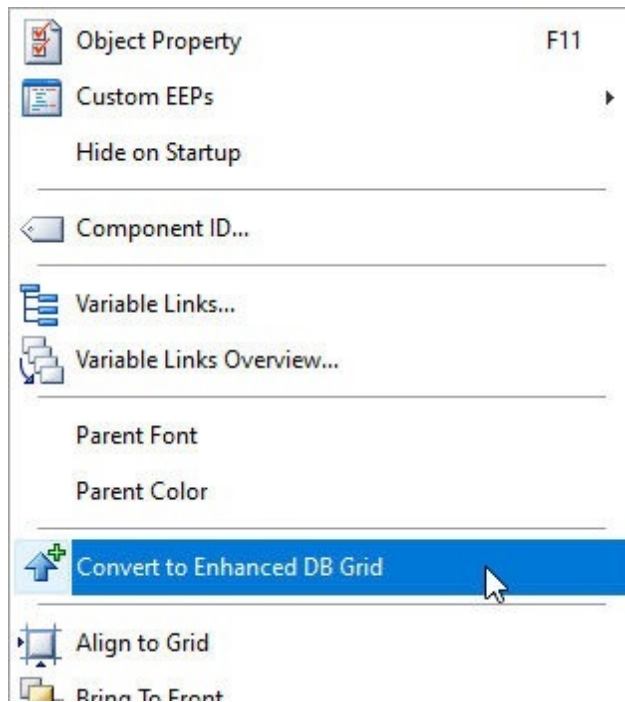 Object Property F11
Custom EEPs
Hide on Startup
Component ID...
Variable Links...
Variable Links Overview...
Parent Font
Parent Color
Convert to Enhanced DB Grid
Align to Grid
Bring To Front